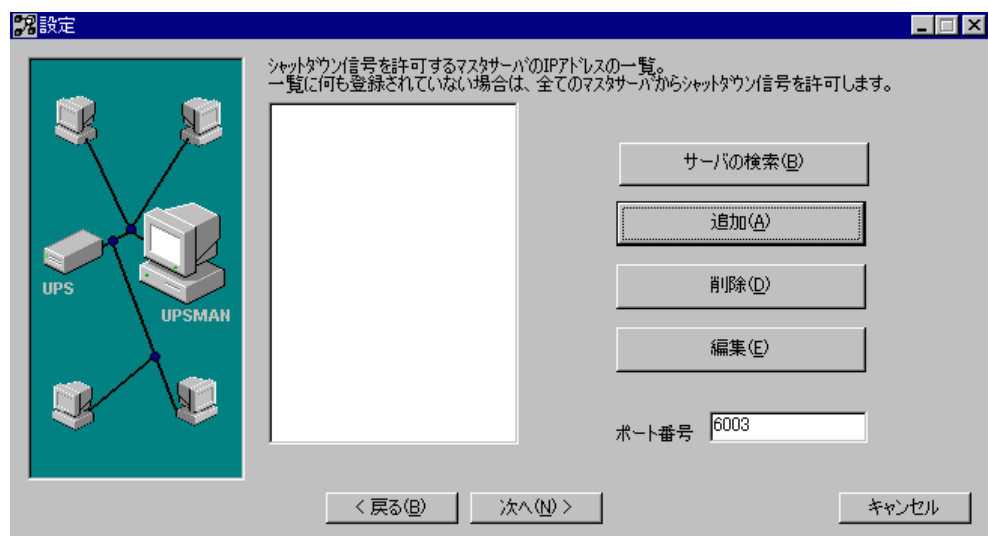 設定
シャットダウン信号を許可するマスタサーバのIPアドレスの一覧。
一覧に何も登録されていない場合は、全てのマスタサーバからシャットダウン信号を許可します。
サーバの検索(B)
追加(A)
削除(D)
編集(E)
UPS
UPSMAN
ポート番号 6003
< 戻る(B) 次へ(N) > キャンセル